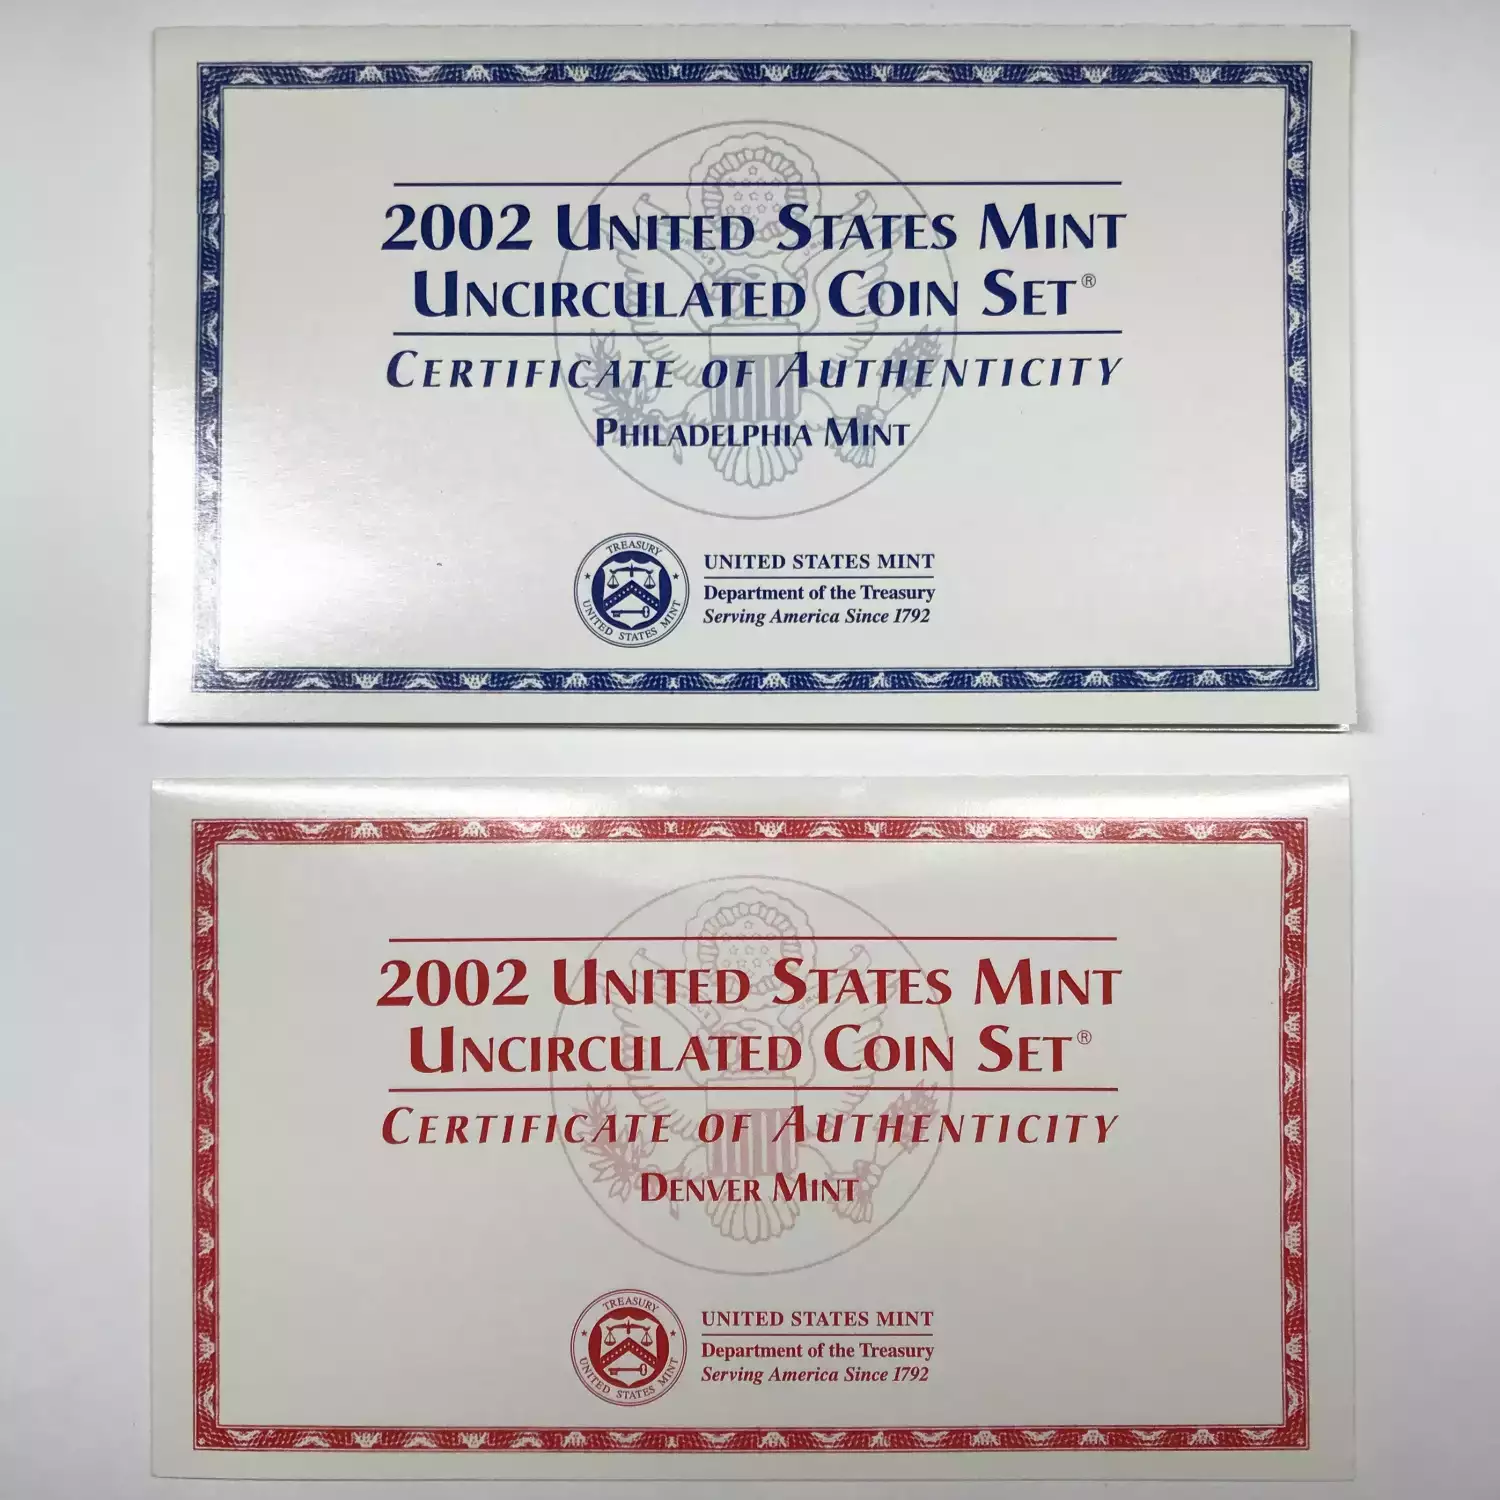 2002 United States Mint
Uncirculated Coin Set®
Certificate of Authenticity
Philadelphia Mint
TREASURY
UNITED STATES MINT
UNITED STATES MINT
Department of the Treasury
Serving America Since 1792
2002 United States Mint
Uncirculated Coin Set®
Certificate of Authenticity
Denver Mint
TREASURY
UNITED STATES MINT
UNITED STATES MINT
Department of the Treasury
Serving America Since 1792